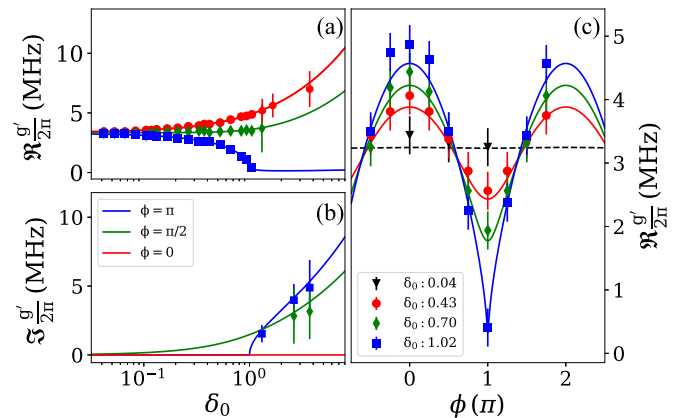 (a)
10
5
0
ℜ g′/2π (MHz)
(b)
10
5
0
ℑ g′/2π (MHz)
ϕ = π
ϕ = π/2
ϕ = 0
10⁻¹
10⁰
δ₀
(c)
δ₀ : 0.04
δ₀ : 0.43
δ₀ : 0.70
δ₀ : 1.02
0
1
2
ϕ (π)
5
4
3
2
1
0
ℜ g′/2π (MHz)